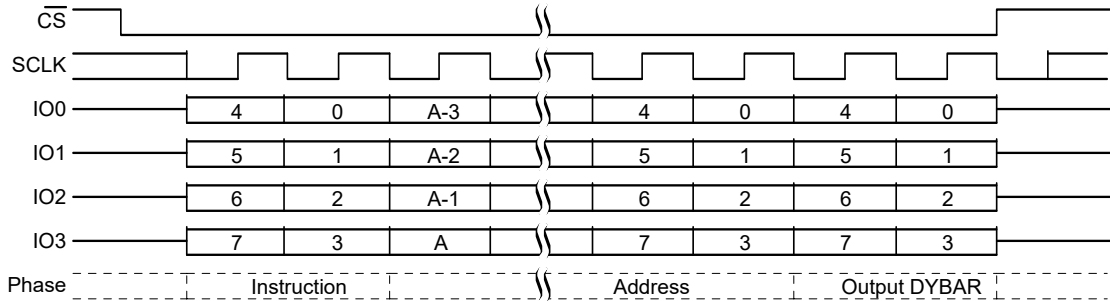 CS
SCLK
IO0 4 0 A-3 4 0 4 0
IO1 5 1 A-2 5 1 5 1
IO2 6 2 A-1 6 2 6 2
IO3 7 3 A 7 3 7 3
Phase Instruction Address Output DYBAR